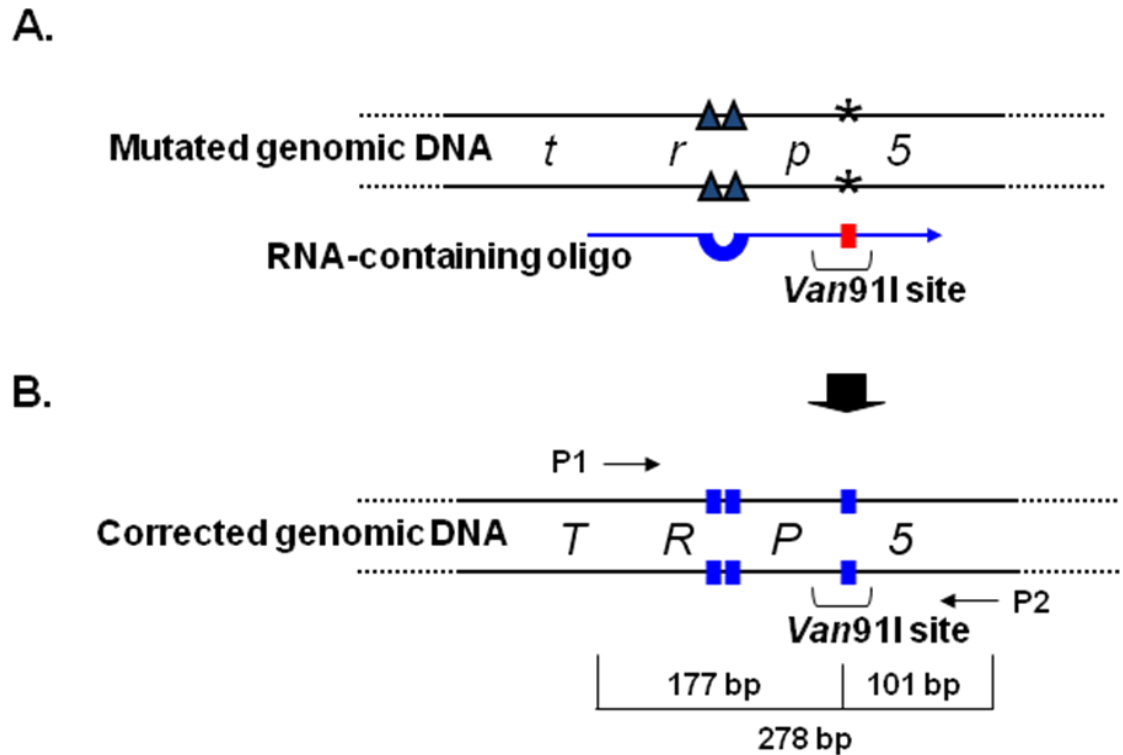 A.
Mutated genomic DNA t r p 5
* *
RNA-containing oligo
Van91I site
B.
P1
Corrected genomic DNA T R P 5
P2
Van91I site
177 bp 101 bp
278 bp